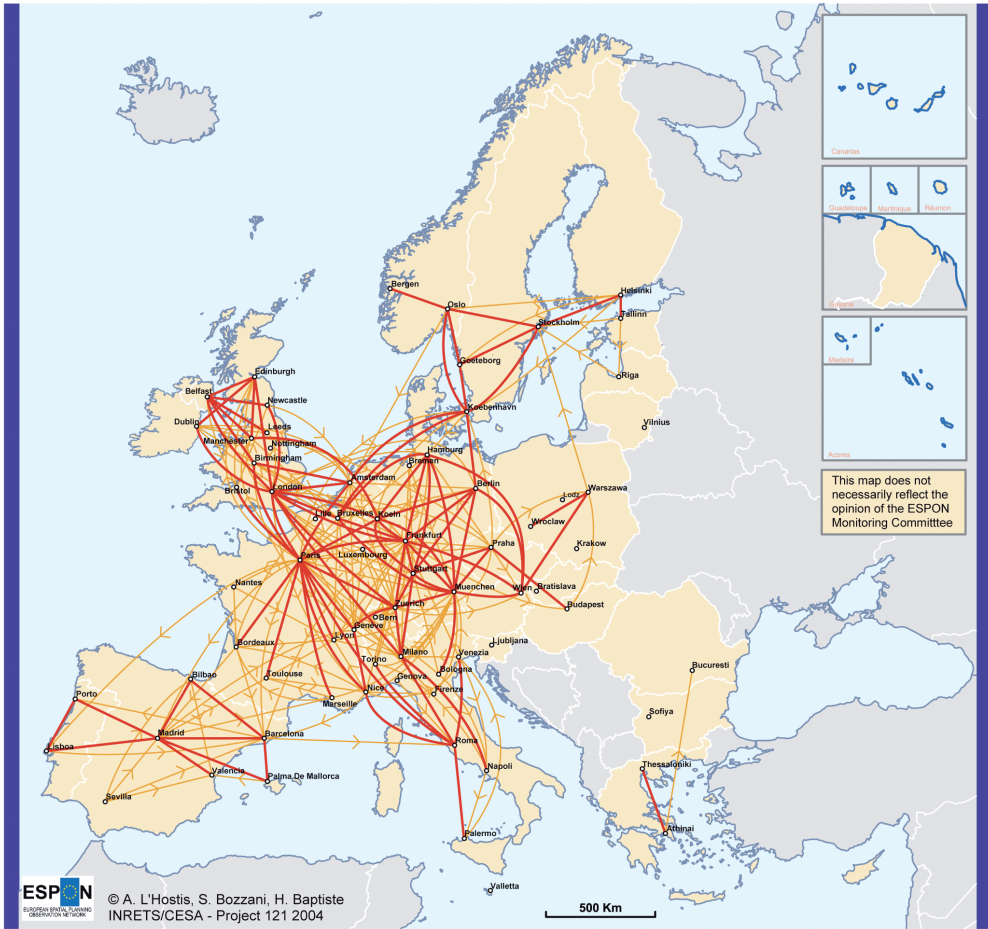 Canarias
Guadeloupe
Martinique
Réunion
Guyane
Madeira
Acores
This map does not
necessarily reflect the
opinion of the ESPON
Monitoring Committtee
Bergen
Oslo
Helsinki
Tallinn
Stockholm
Goeteborg
Riga
Edinburgh
Belfast
Newcastle
Koebenhavn
Dublin
Leeds
Vilnius
Manchester
Nottingham
Hamburg
Birmingham
Bremen
Amsterdam
Berlin
Bristol
London
Warszawa
Lodz
Lille
Bruxelles
Koeln
Wroclaw
Frankfurt
Praha
Krakow
Paris
Luxembourg
Stuttgart
Nantes
Muenchen
Wien
Bratislava
Zuerich
Budapest
Bern
Geneve
Lyon
Bordeaux
Ljubljana
Milano
Venezia
Torino
Bologna
Bucuresti
Toulouse
Genova
Bilbao
Nice
Firenze
Porto
Marseille
Sofiya
Madrid
Barcelona
Lisboa
Roma
Thessaloniki
Napoli
Valencia
Palma De Mallorca
Sevilla
Athinai
Palermo
Valletta
ESPON
EUROPEAN SPATIAL PLANNING
OBSERVATION NETWORK
© A. L'Hostis, S. Bozzani, H. Baptiste
INRETS/CESA - Project 121 2004
500 Km